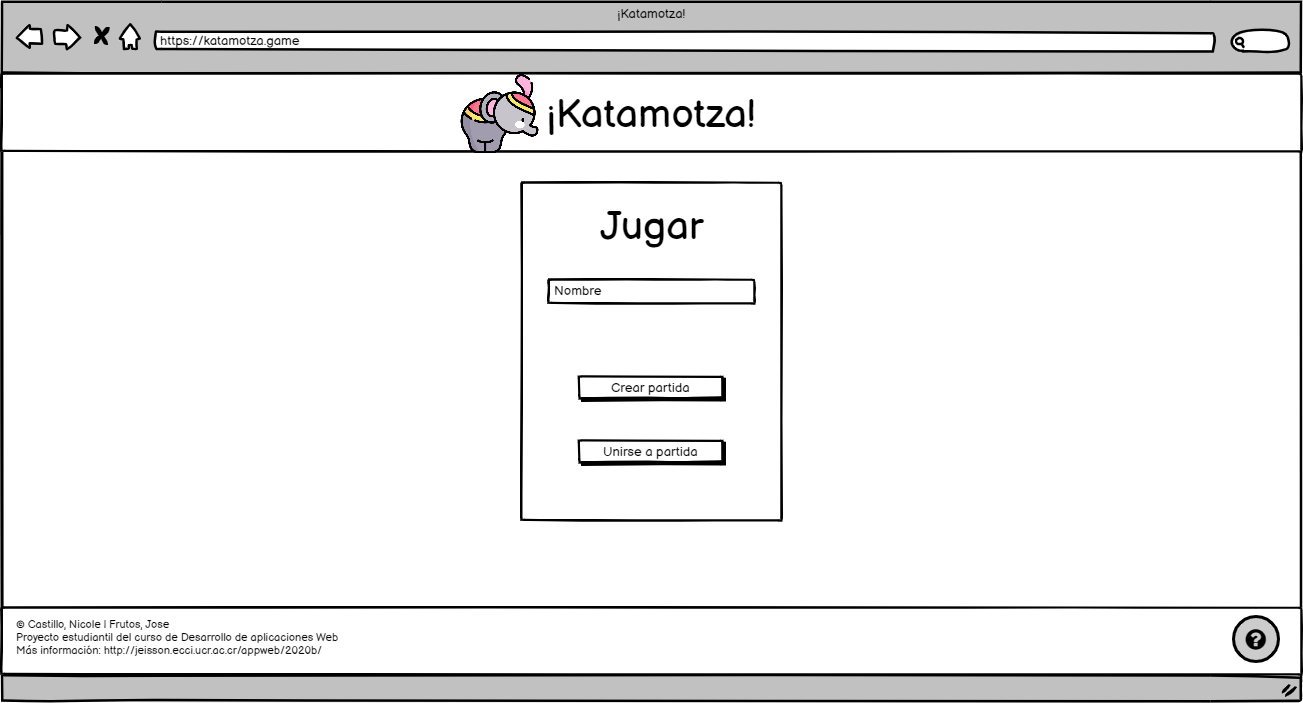 ¡Katamotza!
https://katamotza.game
¡Katamotza!
Jugar
Nombre
Crear partida
Unirse a partida
© Castillo, Nicole | Frutos, Jose
Proyecto estudiantil del curso de Desarrollo de aplicaciones Web
Más información: http://jeisson.ecci.ucr.ac.cr/appweb/2020b/
?